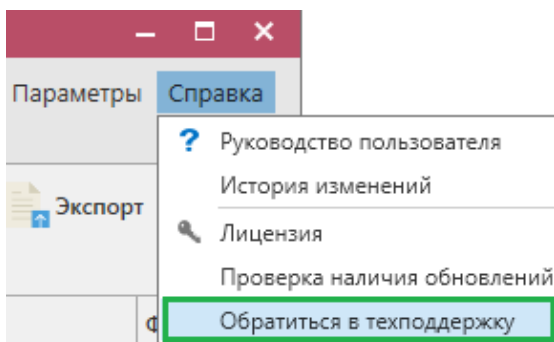 Параметры Справка
Руководство пользователя
История изменений
Экспорт
Лицензия
Проверка наличия обновлений
Обратиться в техподдержку